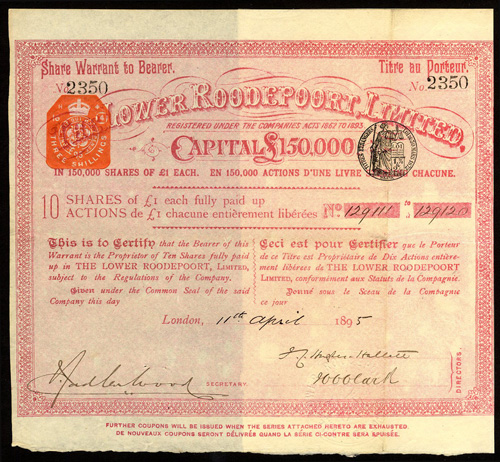 Share Warrant to Bearer. Titre au Porteur.
No 2350 No 2350
THREE SHILLINGS
LOWER ROODEPOORT, LIMITED.
REGISTERED UNDER THE COMPANIES ACTS 1862 TO 1893
CAPITAL £150,000
IN 150,000 SHARES OF £1 EACH. EN 150,000 ACTIONS D'UNE LIVRE CHACUNE.
10 SHARES of £1 each fully paid up
ACTIONS de £1 chacune entièrement libérées No 129111 to 129120
This is to Certify that the Bearer of this
Warrant is the Proprietor of Ten Shares fully paid
up in THE LOWER ROODEPOORT, LIMITED,
subject to the Regulations of the Company.
Given under the Common Seal of the said
Company this day
Ceci est pour Certifier que le Porteur
de ce Titre est Propriétaire de Dix Actions entière-
ment libérées de THE LOWER ROODEPOORT
LIMITED, conformément aux Statuts de la Compagnie.
Donné sous le Sceau de la Compagnie
ce jour
London, 11th April 1895
SECRETARY.
DIRECTORS.
FURTHER COUPONS WILL BE ISSUED WHEN THE SERIES ATTACHED HERETO ARE EXHAUSTED.
DE NOUVEAUX COUPONS SERONT DÉLIVRÉS QUAND LA SÉRIE CI-CONTRE SERA ÉPUISÉE.